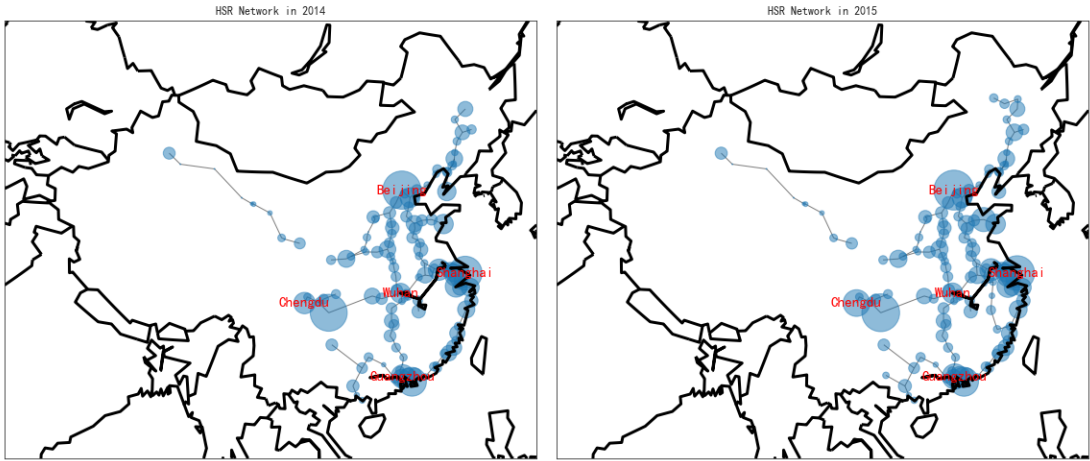 HSR Network in 2014
HSR Network in 2015
Beijing
Shanghai
Wuhan
Chengdu
Guangzhou
Beijing
Shanghai
Wuhan
Chengdu
Guangzhou